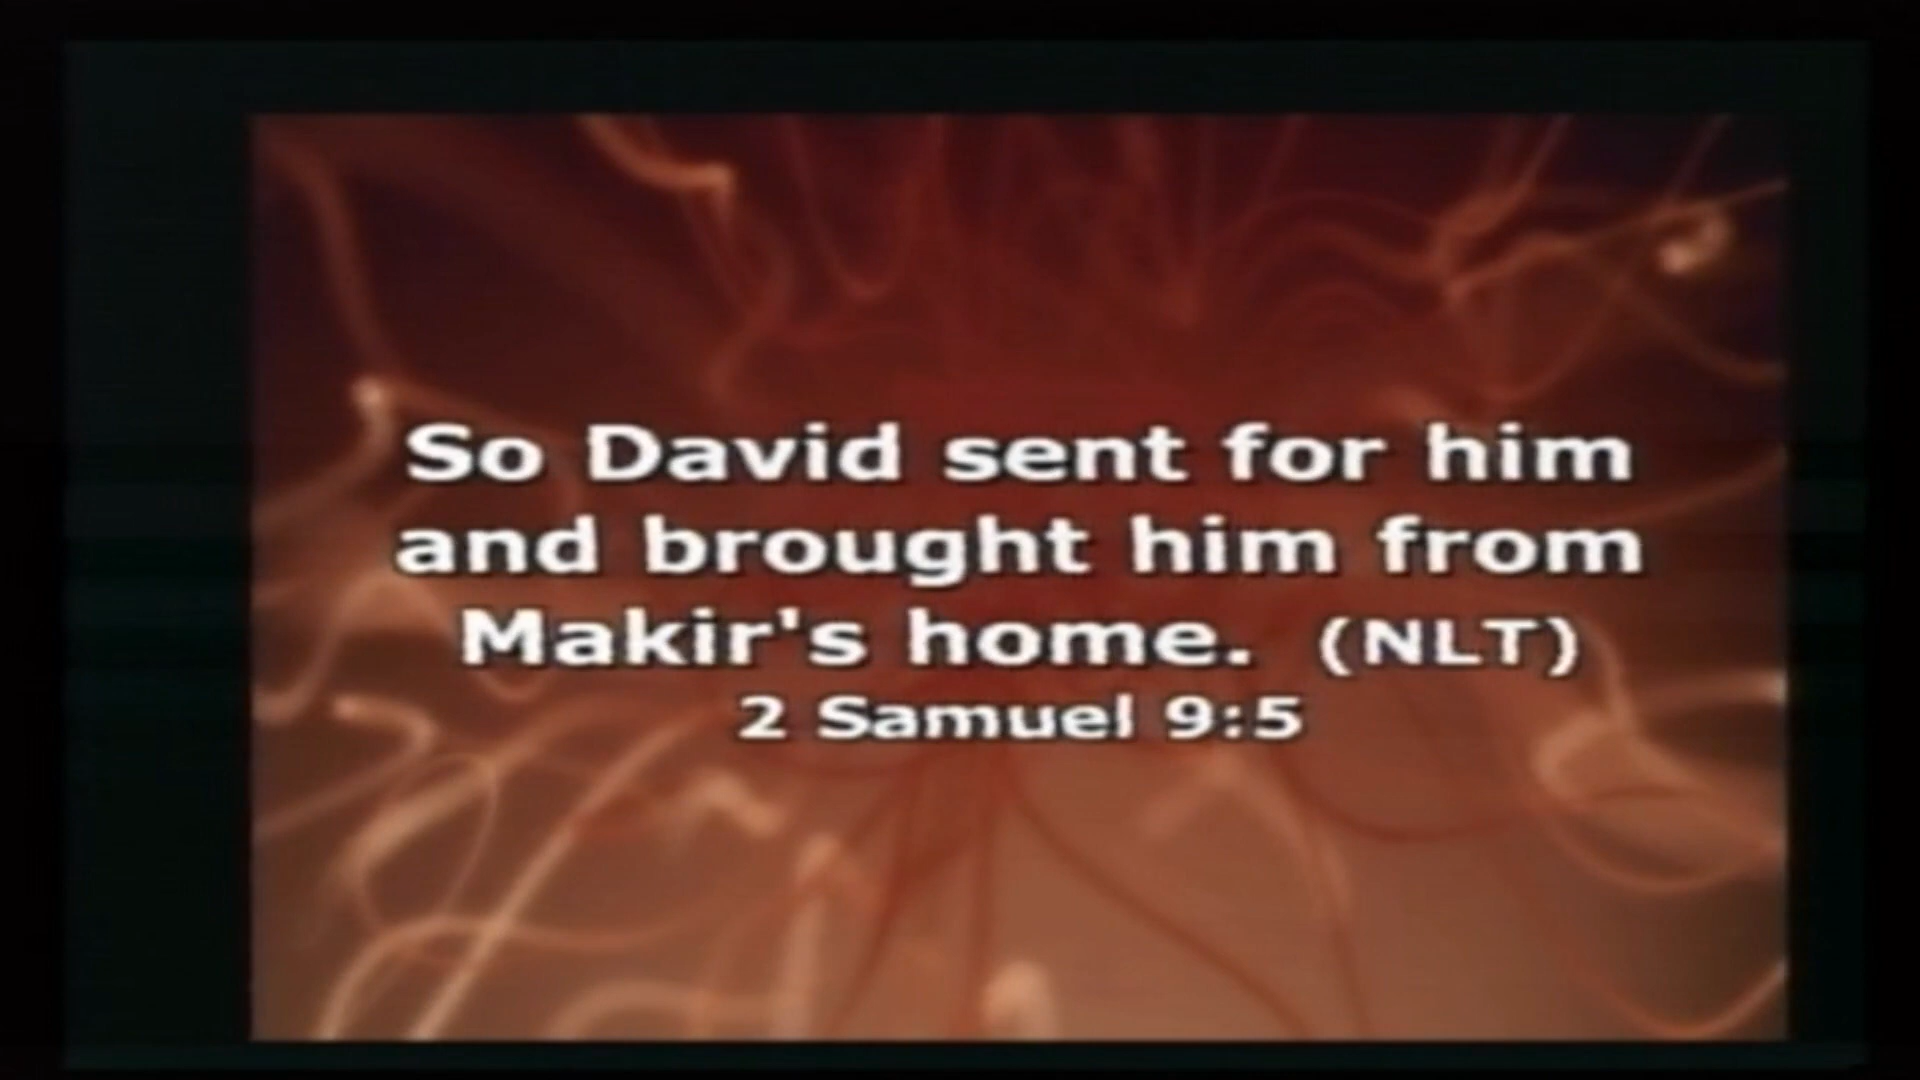 So David sent for him
and brought him from
Makir's home. (NLT)
2 Samuel 9:5